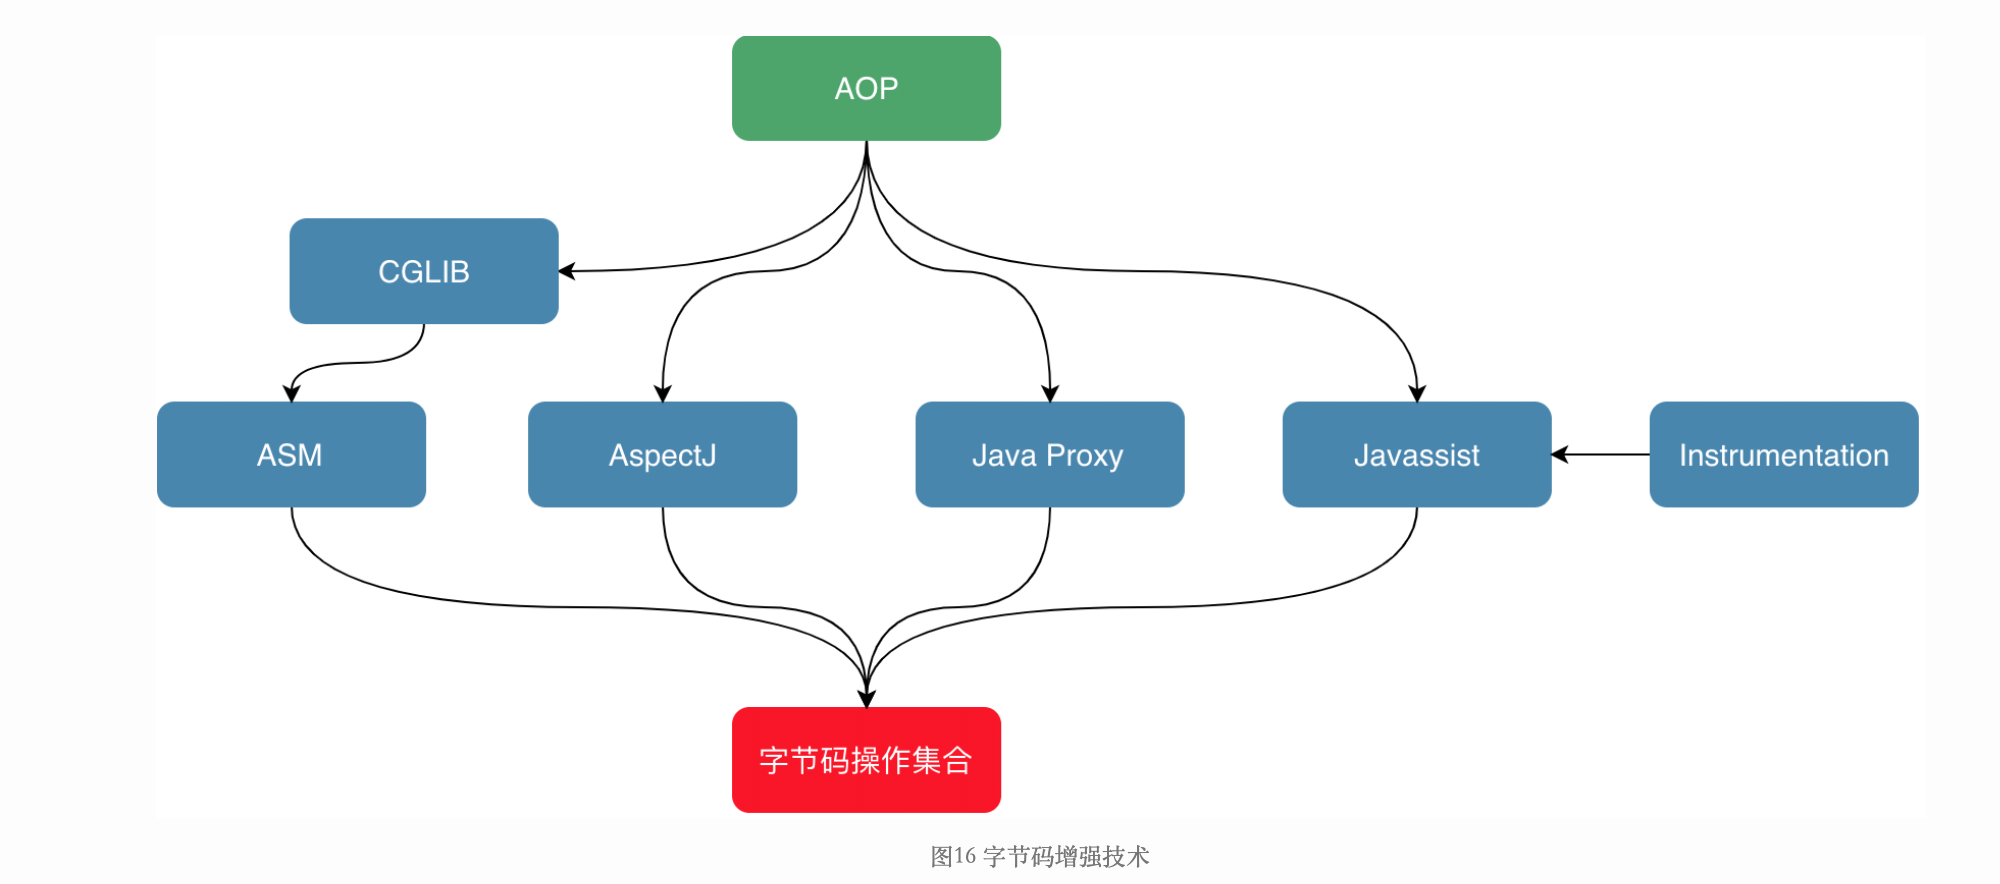 AOP
CGLIB
ASM
AspectJ
Java Proxy
Javassist
Instrumentation
字节码操作集合
图16 字节码增强技术